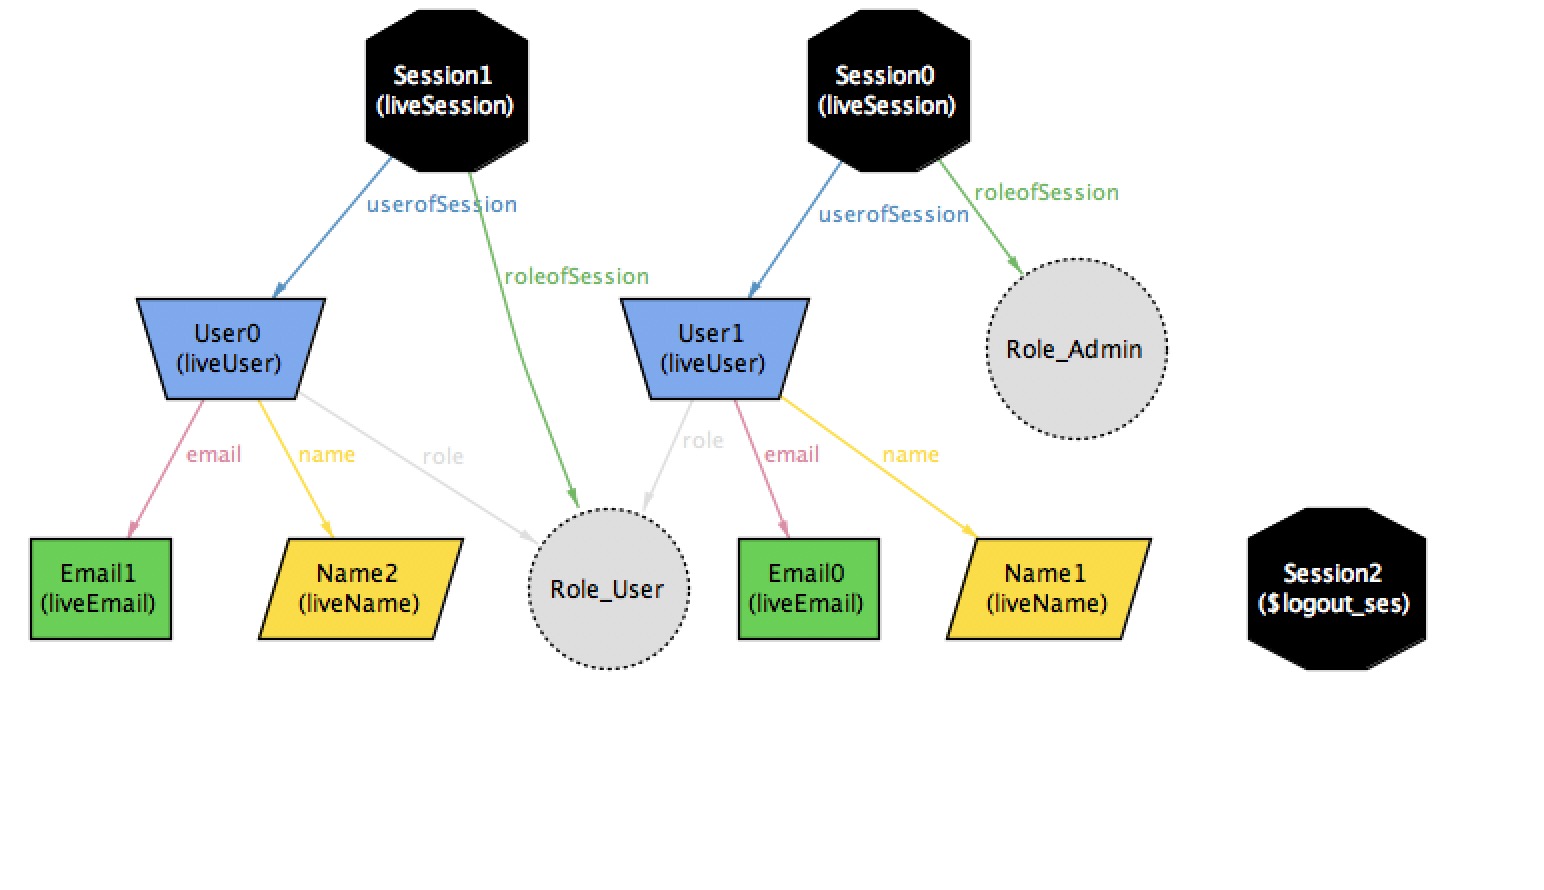 Session1
(liveSession)
Session0
(liveSession)
userofSession
roleofSession
userofSession
roleofSession
User0
(liveUser)
User1
(liveUser)
Role_Admin
email
name
role
role
email
name
Email1
(liveEmail)
Name2
(liveName)
Role_User
Email0
(liveEmail)
Name1
(liveName)
Session2
($logout_ses)